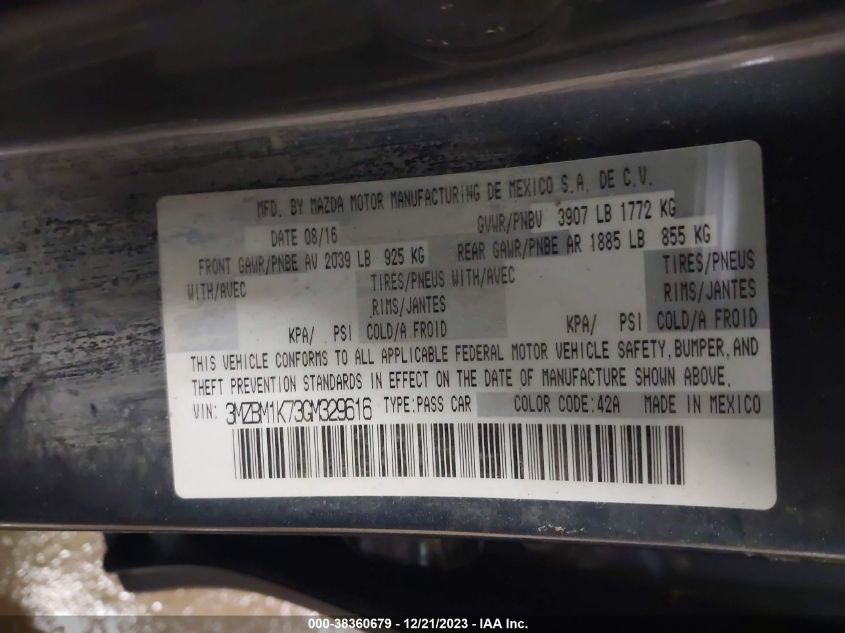 MFD. BY MAZDA MOTOR MANUFACTURING DE MEXICO S.A. DE C.V.
DATE 08/16 GVWR/PNBV 3907 LB 1772 KG
FRONT GAWR/PNBE AV 2039 LB 925 KG REAR GAWR/PNBE AR 1885 LB 855 KG
WITH/AVEC TIRES/PNEUS WITH/AVEC TIRES/PNEUS
RIMS/JANTES RIMS/JANTES
KPA/ PSI COLD/A FROID KPA/ PSI COLD/A FROID
THIS VEHICLE CONFORMS TO ALL APPLICABLE FEDERAL MOTOR VEHICLE SAFETY, BUMPER, AND
THEFT PREVENTION STANDARDS IN EFFECT ON THE DATE OF MANUFACTURE SHOWN ABOVE.
VIN: 3MZBM1K73GM329616 TYPE:PASS CAR COLOR CODE:42A MADE IN MEXICO
000-38360679 - 12/21/2023 - IAA Inc.